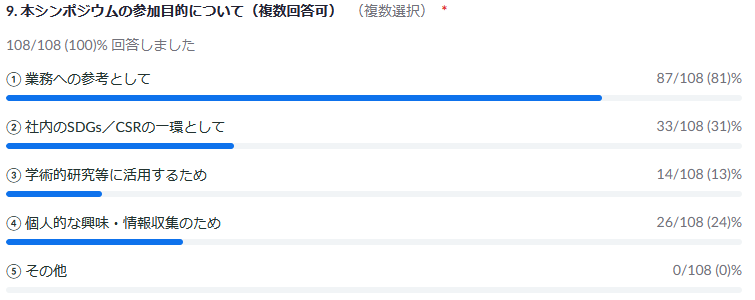 9. 本シンポジウムの参加目的について（複数回答可） （複数選択） *
108/108 (100)% 回答しました
① 業務への参考として 87/108 (81)%
② 社内のSDGs／CSRの一環として 33/108 (31)%
③ 学術的研究等に活用するため 14/108 (13)%
④ 個人的な興味・情報収集のため 26/108 (24)%
⑤ その他 0/108 (0)%